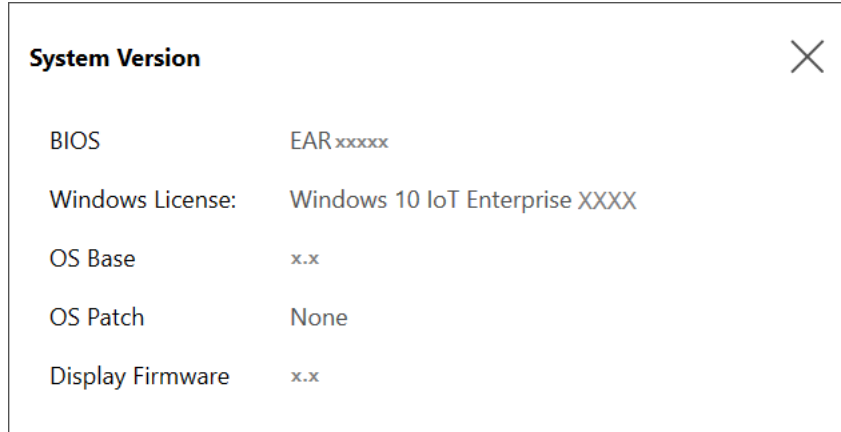 System Version
BIOS EAR xxxxx
Windows License: Windows 10 IoT Enterprise XXXX
OS Base x.x
OS Patch None
Display Firmware x.x